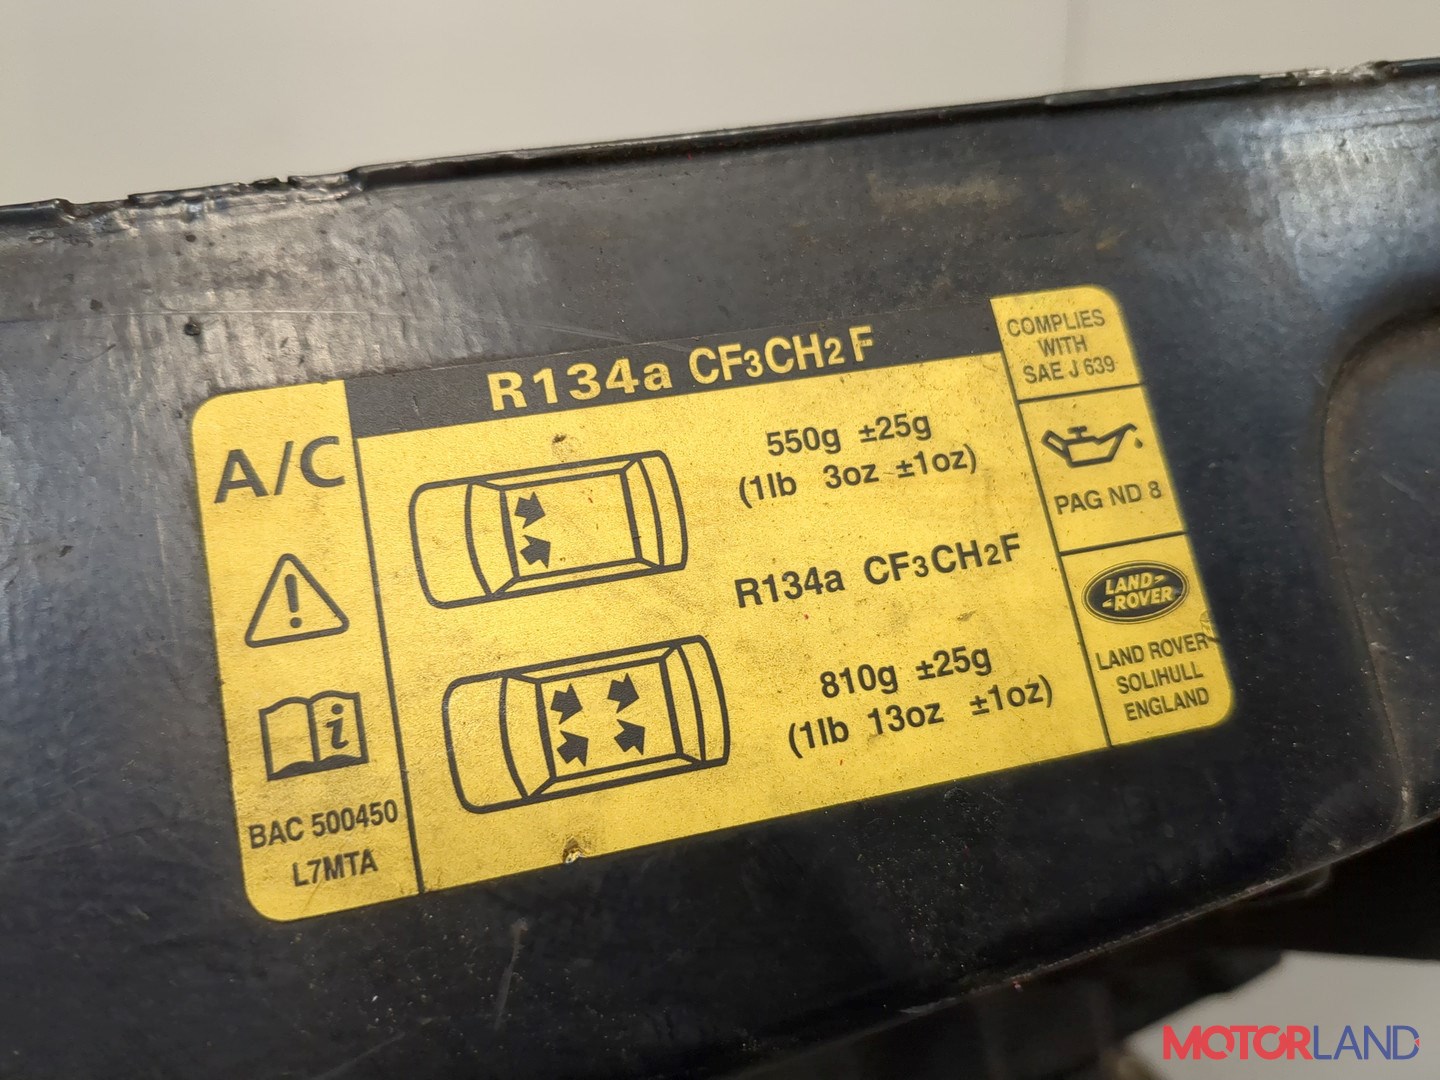 R134a CF3CH2F
A/C
BAC 500450
L7MTA
550g ±25g
(1lb 3oz ±1oz)
R134a CF3CH2F
810g ±25g
(1lb 13oz ±1oz)
COMPLIES
WITH
SAE J 639
PAG ND 8
LAND-
-ROVER
LAND ROVER
SOLIHULL
ENGLAND
MOTORLAND